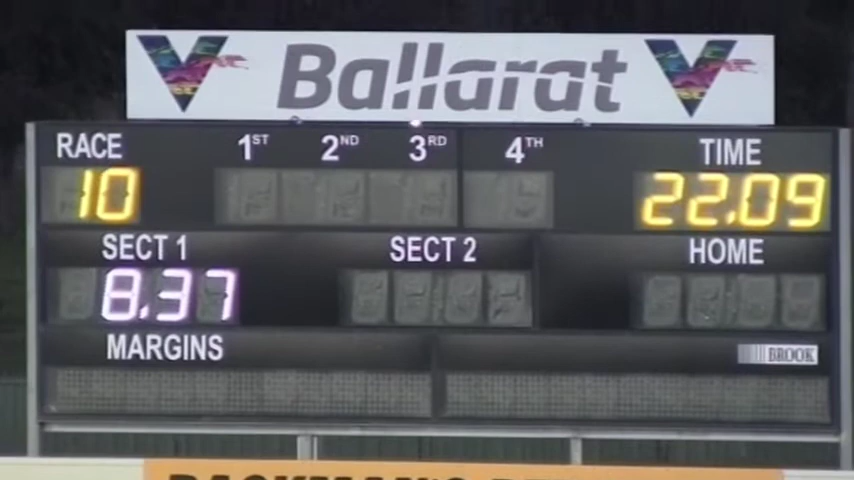 Ballarat
RACE 1ST 2ND 3RD 4TH TIME
10 22.09
SECT 1 SECT 2 HOME
8.37
MARGINS
BROOK